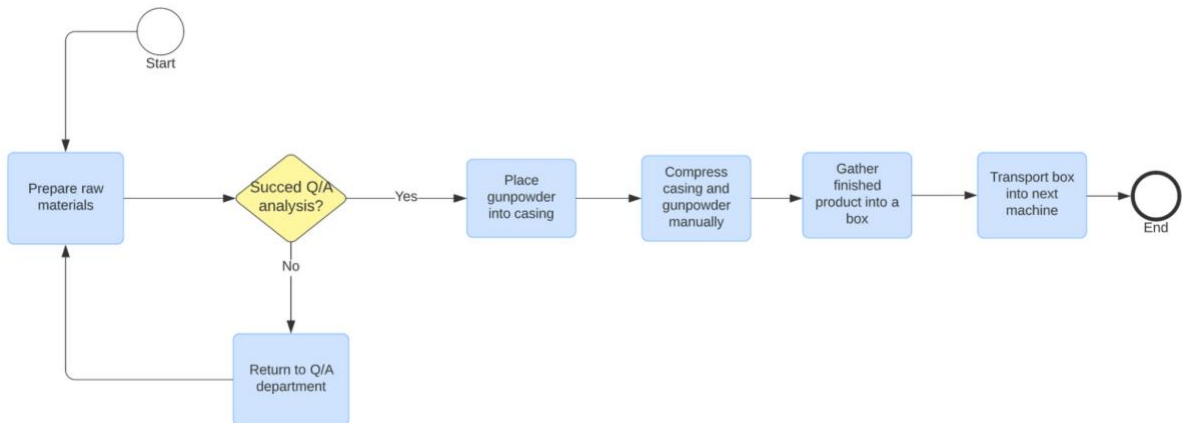 Start
Prepare raw
materials
Succed Q/A
analysis?
Yes
Place
gunpowder
into casing
Compress
casing and
gunpowder
manually
Gather
finished
product into a
box
Transport box
into next
machine
End
No
Return to Q/A
department